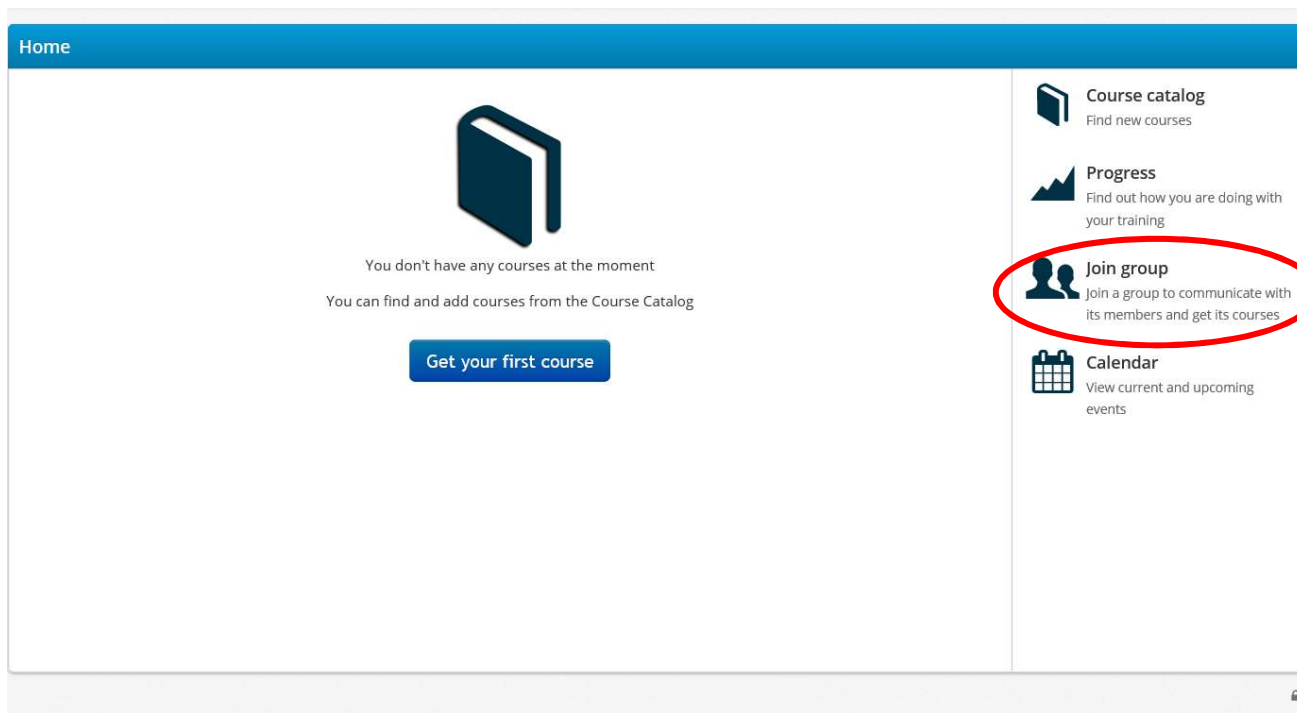 Home
You don't have any courses at the moment
You can find and add courses from the Course Catalog
Get your first course
Course catalog
Find new courses
Progress
Find out how you are doing with
your training
Join group
Join a group to communicate with
its members and get its courses
Calendar
View current and upcoming
events